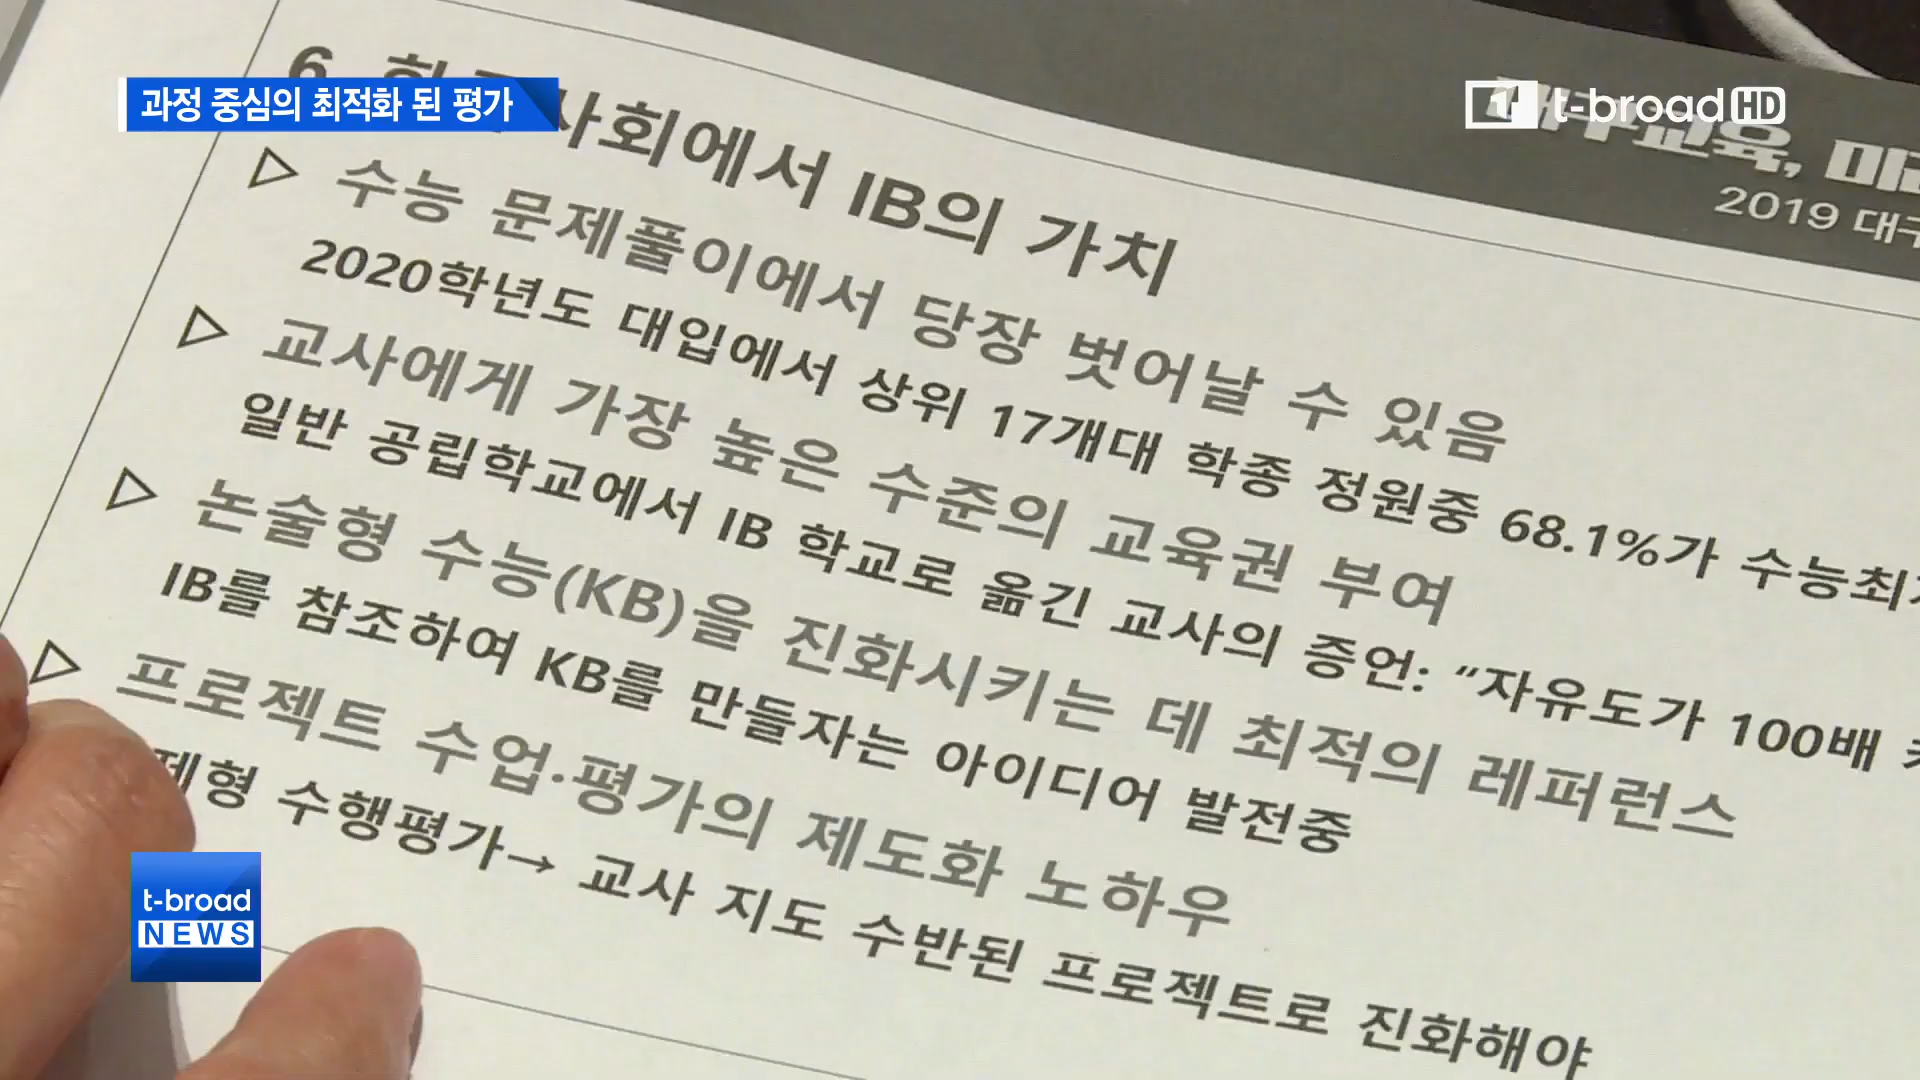 과정 중심의 최적화 된 평가
t-broad HD
대구교육,
2019 대구
6. 사회에서 IB의 가치
▷ 수능 문제풀이에서 당장 벗어날 수 있음
2020학년도 대입에서 상위 17개대 학종 정원중 68.1%가
▷ 교사에게 가장 높은 수준의 교육권 부여
일반 공립학교에서 IB 학교로 옮긴 교사의 증언: “자유도가 100배
▷ 논술형 수능(KB)을 진화시키는 데 최적의 레퍼런스
IB를 참조하여 KB를 만들자는 아이디어 발전중
▷ 프로젝트 수업·평가의 제도화 노하우
수행평가→ 교사 지도 수반된 프로젝트로 진화해야
t-broad
NEWS